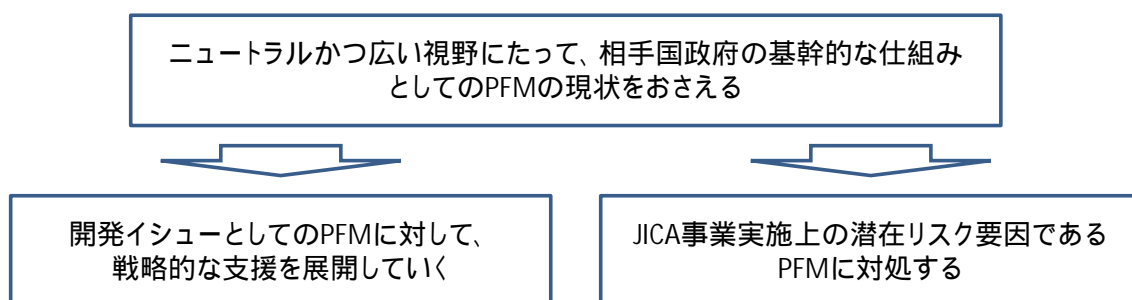 ニュートラルかつ広い視野にたって、相手国政府の基幹的な仕組み
としてのPFMの現状をおさえる
開発イシューとしてのPFMに対して、
戦略的な支援を展開していく
JICA事業実施上の潜在リスク要因である
PFMに対処する